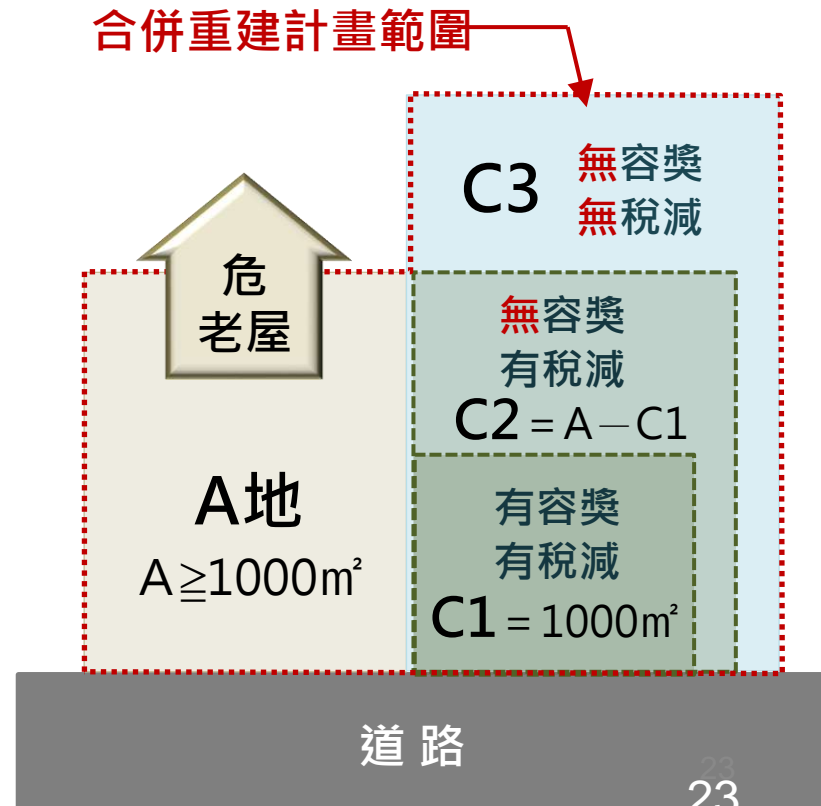 合併重建計畫範圍
C3
無容獎
無稅減
危
老屋
無容獎
有稅減
C2 = A－C1
A地
A≧1000㎡
有容獎
有稅減
C1 = 1000㎡
道路
23
23